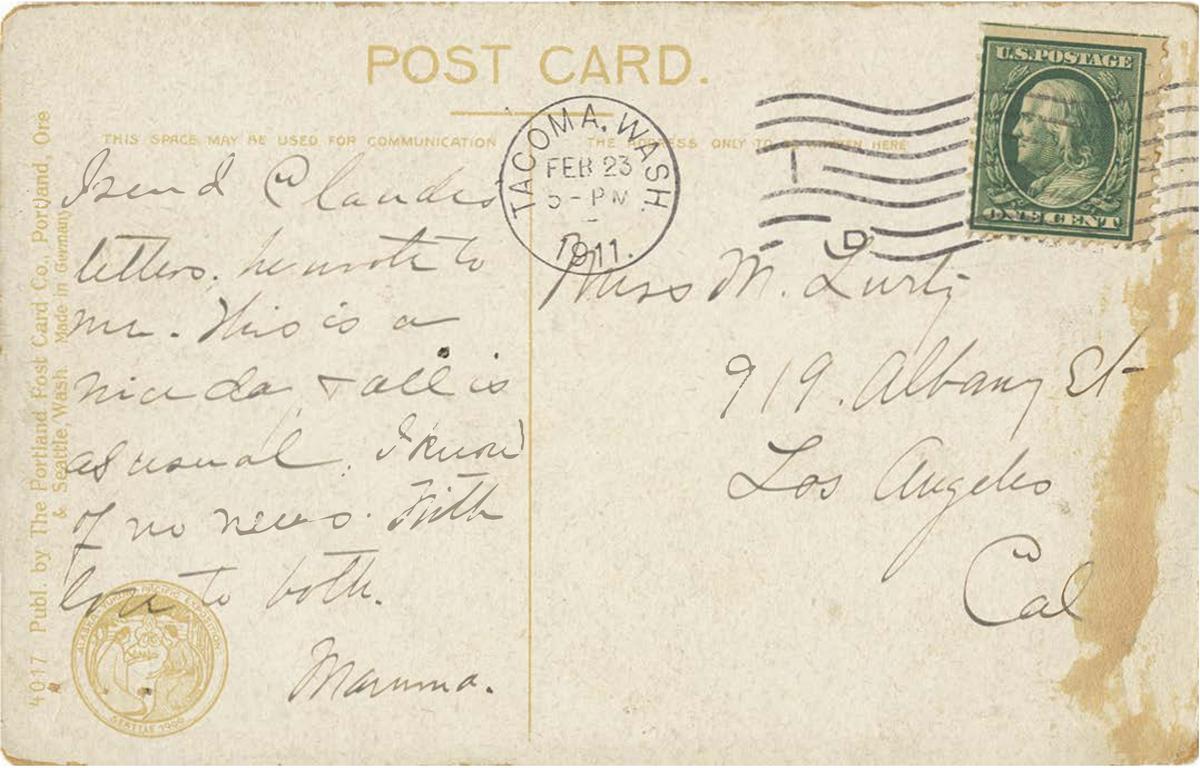 POST CARD.
THIS SPACE MAY BE USED FOR COMMUNICATION
THE ADDRESS ONLY TO BE WRITTEN HERE
TACOMA, WASH.
FEB 23
5-PM
1911.
U.S. POSTAGE
ONE CENT
I send Claudes
letters. he wrote to
me. This is a
nice da & all is
as usual. I know
of no news. With
love to both.
Mamma.
Miss M.
919. Albany St
Los Angeles
Cal
4017 Publ. by The Portland Post Card Co., Portland, Ore
& Seattle, Wash. Made in Germany
ALASKA YUKON PACIFIC EXPOSITION
SEATTLE 1909